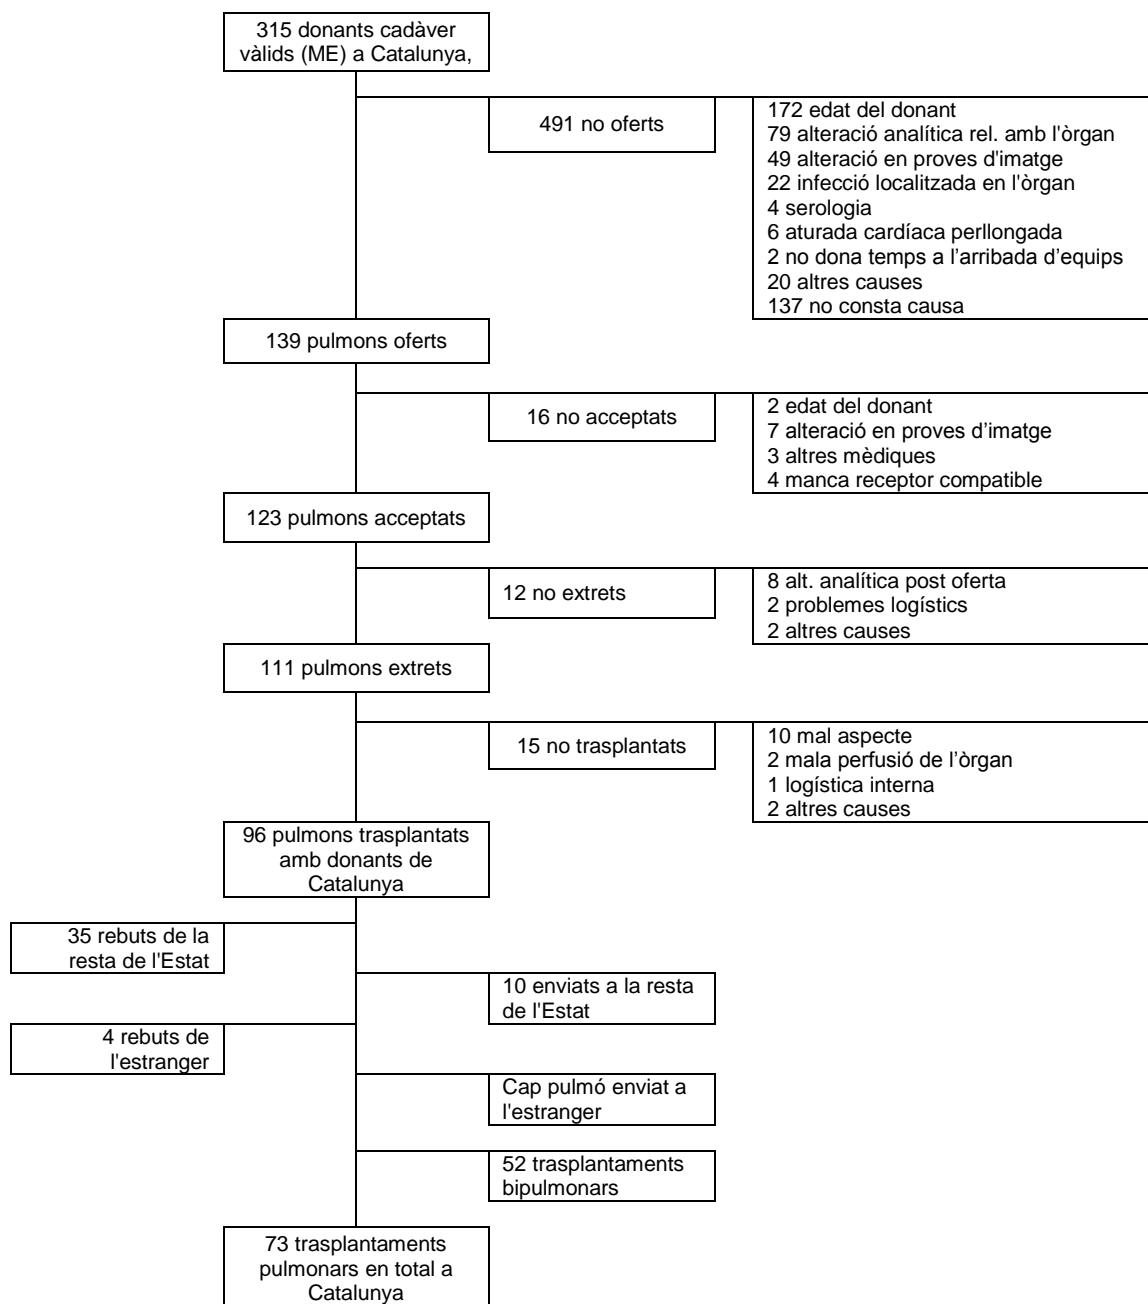 315 donants cadàver
vàlids (ME) a Catalunya,
491 no oferts
172 edat del donant
79 alteració analítica rel. amb l'òrgan
49 alteració en proves d'imatge
22 infecció localitzada en l'òrgan
4 serologia
6 aturada cardíaca perllongada
2 no dona temps a l’arribada d’equips
20 altres causes
137 no consta causa
139 pulmons oferts
16 no acceptats
2 edat del donant
7 alteració en proves d’imatge
3 altres mèdiques
4 manca receptor compatible
123 pulmons acceptats
12 no extrets
8 alt. analítica post oferta
2 problemes logístics
2 altres causes
111 pulmons extrets
15 no trasplantats
10 mal aspecte
2 mala perfusió de l’òrgan
1 logística interna
2 altres causes
96 pulmons trasplantats
amb donants de
Catalunya
35 rebuts de la
resta de l'Estat
10 enviats a la resta
de l'Estat
4 rebuts de
l'estranger
Cap pulmó enviat a
l'estranger
52 trasplantaments
bipulmonars
73 trasplantaments
pulmonars en total a
Catalunya